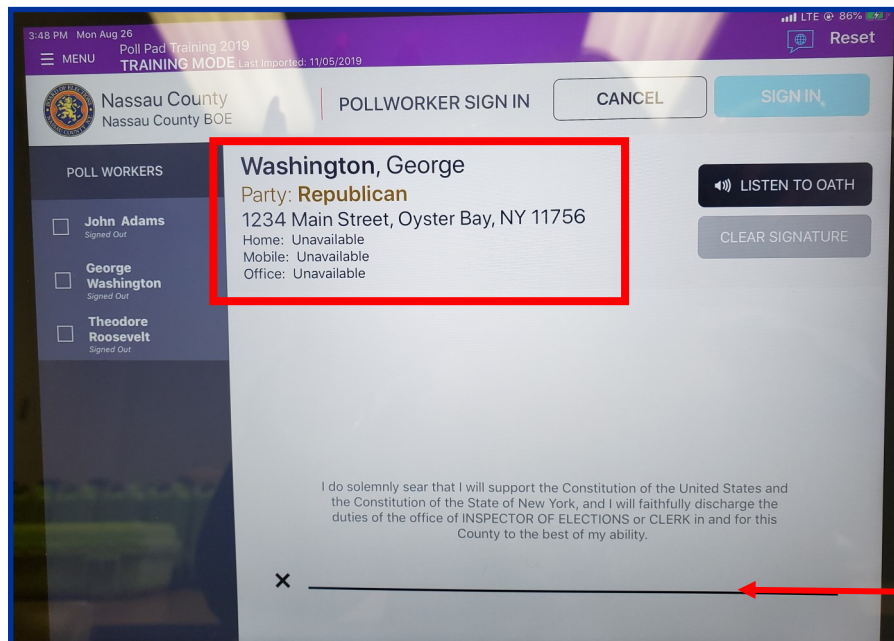 3:48 PM Mon Aug 26
LTE 86%
MENU
Poll Pad Training 2019
TRAINING MODE Last Imported: 11/05/2019
Reset
Nassau County
Nassau County BOE
POLLWORKER SIGN IN
CANCEL
SIGN IN
POLL WORKERS
John Adams
Signed Out
George
Washington
Signed Out
Theodore
Roosevelt
Signed Out
Washington, George
Party: Republican
1234 Main Street, Oyster Bay, NY 11756
Home: Unavailable
Mobile: Unavailable
Office: Unavailable
LISTEN TO OATH
CLEAR SIGNATURE
I do solemnly sear that I will support the Constitution of the United States and
the Constitution of the State of New York, and I will faithfully discharge the
duties of the office of INSPECTOR OF ELECTIONS or CLERK in and for this
County to the best of my ability.
X